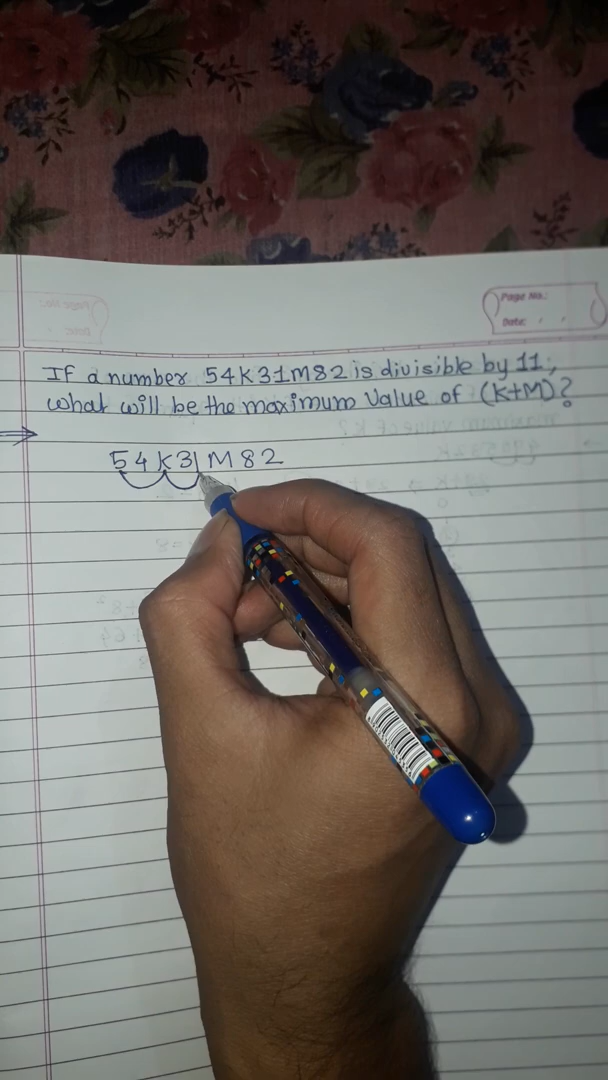 Page No.:
Date:
If a number 54K31M82 is divisible by 11,
what will be the maximum value of (K+M)?
⇒
54K31M82